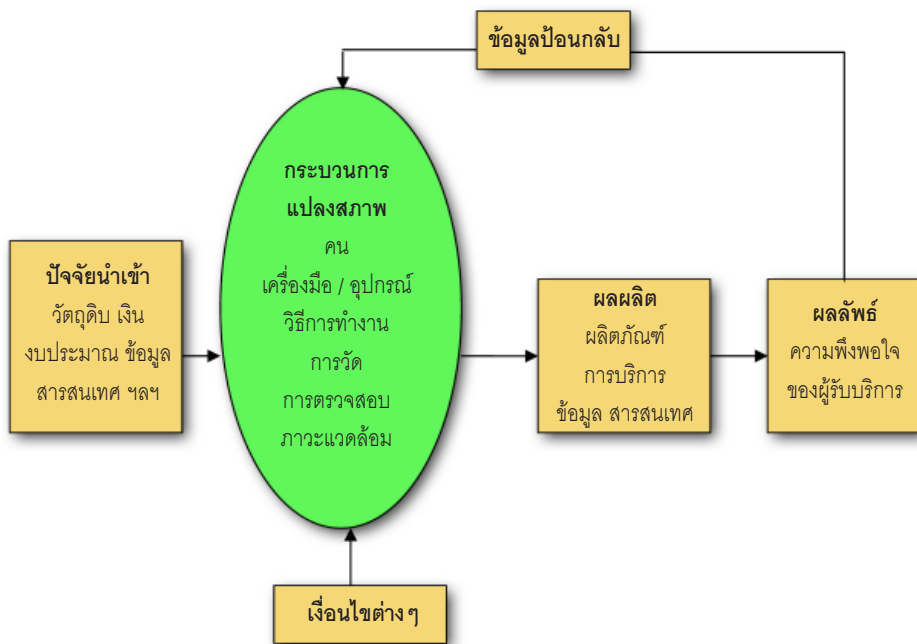 ข้อมูลป้อนกลับ
กระบวนการ
แปลงสภาพ
คน
เครื่องมือ / อุปกรณ์
วิธีการทำงาน
การวัด
การตรวจสอบ
ภาวะแวดล้อม
ปัจจัยนำเข้า
วัตถุดิบ เงิน
งบประมาณ ข้อมูล
สารสนเทศ ฯลฯ
ผลผลิต
ผลิตภัณฑ์
การบริการ
ข้อมูล สารสนเทศ
ผลลัพธ์
ความพึงพอใจ
ของผู้รับบริการ
เงื่อนไขต่างๆ